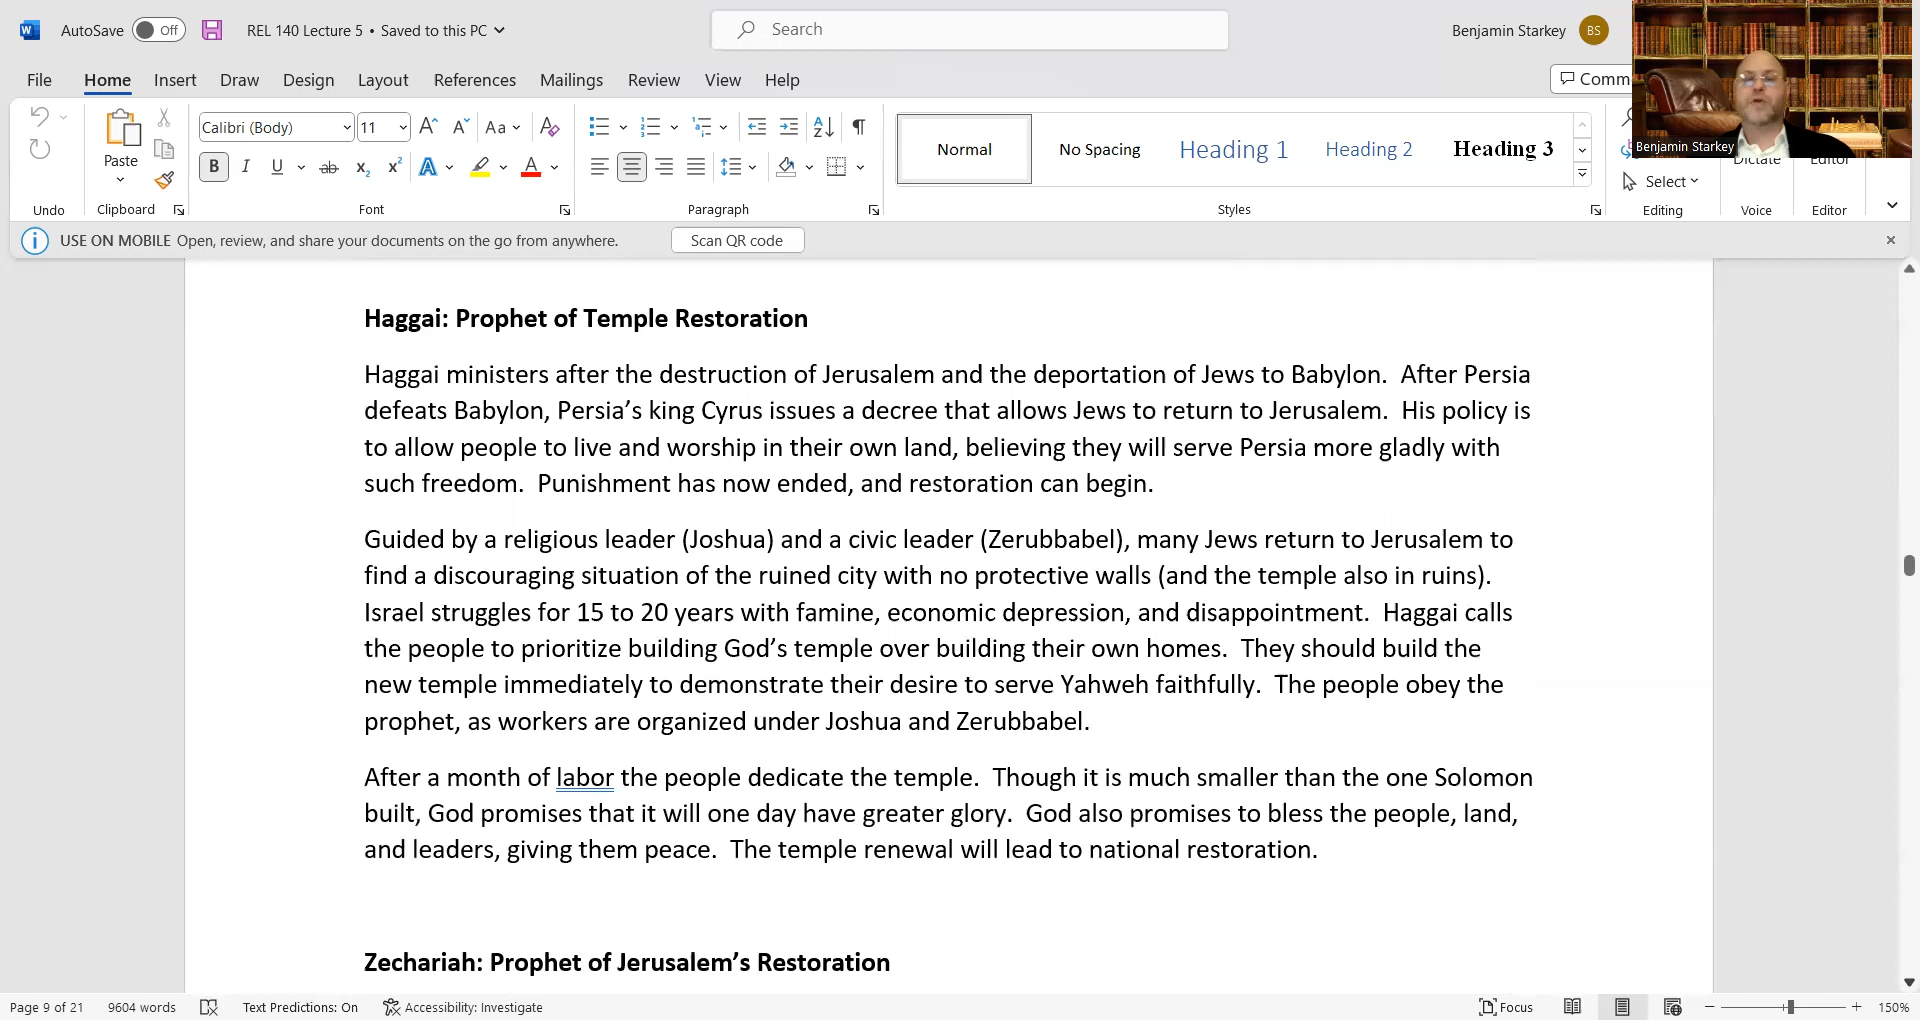 AutoSave Off REL 140 Lecture 5 • Saved to this PC Search Benjamin Starkey BS
File Home Insert Draw Design Layout References Mailings Review View Help
Calibri (Body) 11 Aa
Paste B I U ab x₂ x² A A
Normal No Spacing Heading 1 Heading 2 Heading 3
Benjamin Starkey
Select
Undo Clipboard Font Paragraph Styles Editing Voice Editor
USE ON MOBILE Open, review, and share your documents on the go from anywhere. Scan QR code
Haggai: Prophet of Temple Restoration
Haggai ministers after the destruction of Jerusalem and the deportation of Jews to Babylon. After Persia
defeats Babylon, Persia’s king Cyrus issues a decree that allows Jews to return to Jerusalem. His policy is
to allow people to live and worship in their own land, believing they will serve Persia more gladly with
such freedom. Punishment has now ended, and restoration can begin.
Guided by a religious leader (Joshua) and a civic leader (Zerubbabel), many Jews return to Jerusalem to
find a discouraging situation of the ruined city with no protective walls (and the temple also in ruins).
Israel struggles for 15 to 20 years with famine, economic depression, and disappointment. Haggai calls
the people to prioritize building God’s temple over building their own homes. They should build the
new temple immediately to demonstrate their desire to serve Yahweh faithfully. The people obey the
prophet, as workers are organized under Joshua and Zerubbabel.
After a month of labor the people dedicate the temple. Though it is much smaller than the one Solomon
built, God promises that it will one day have greater glory. God also promises to bless the people, land,
and leaders, giving them peace. The temple renewal will lead to national restoration.
Zechariah: Prophet of Jerusalem’s Restoration
Page 9 of 21 9604 words Text Predictions: On Accessibility: Investigate Focus 150%